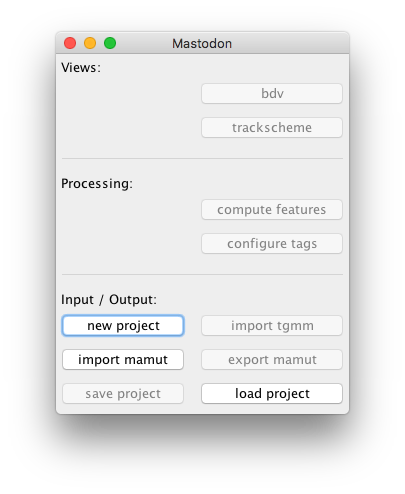 Mastodon
Views:
bdv
trackscheme
Processing:
compute features
configure tags
Input / Output:
new project import tgmm
import mamut export mamut
save project load project